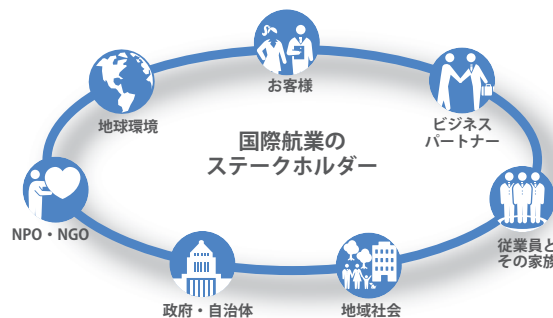 お客様
地球環境
ビジネス
パートナー
国際航業の
ステークホルダー
NPO・NGO
従業員と
その家族
政府・自治体
地域社会